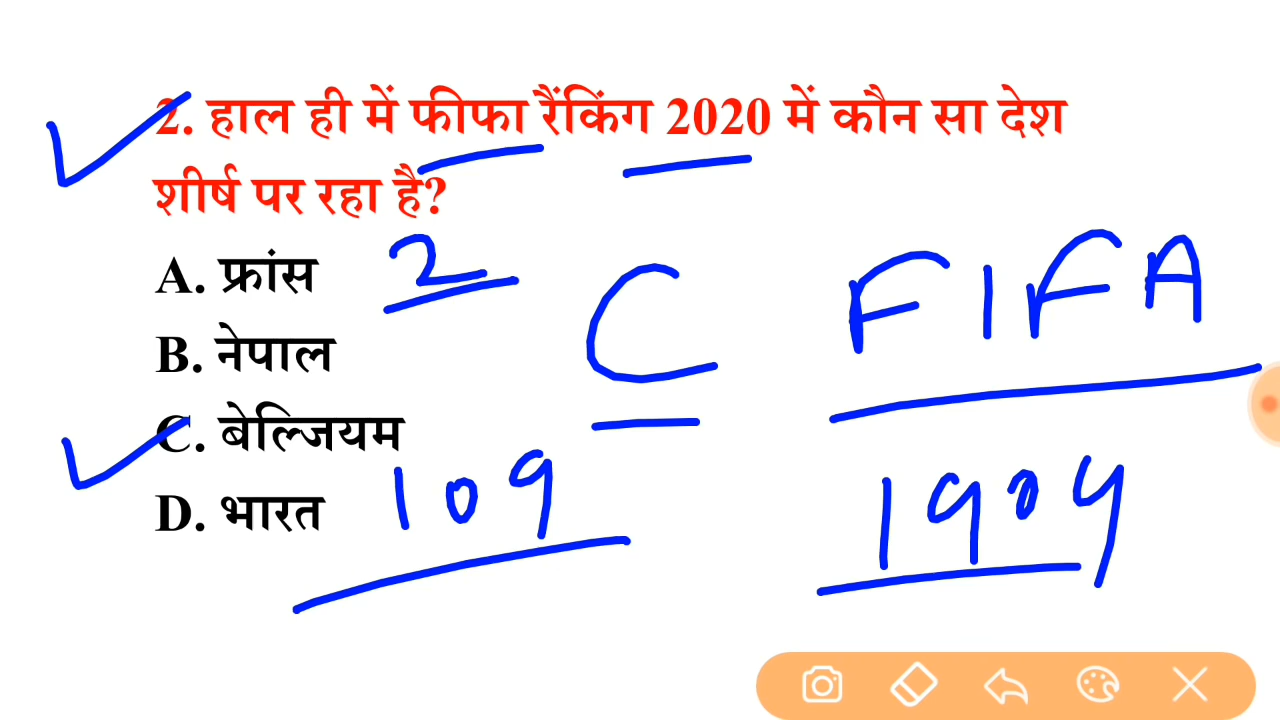 2. हाल ही में फीफा रैंकिंग 2020 में कौन सा देश
शीर्ष पर रहा है?
A. फ्रांस 2
B. नेपाल
C. बेल्जियम
D. भारत 109
C
FIFA
1904